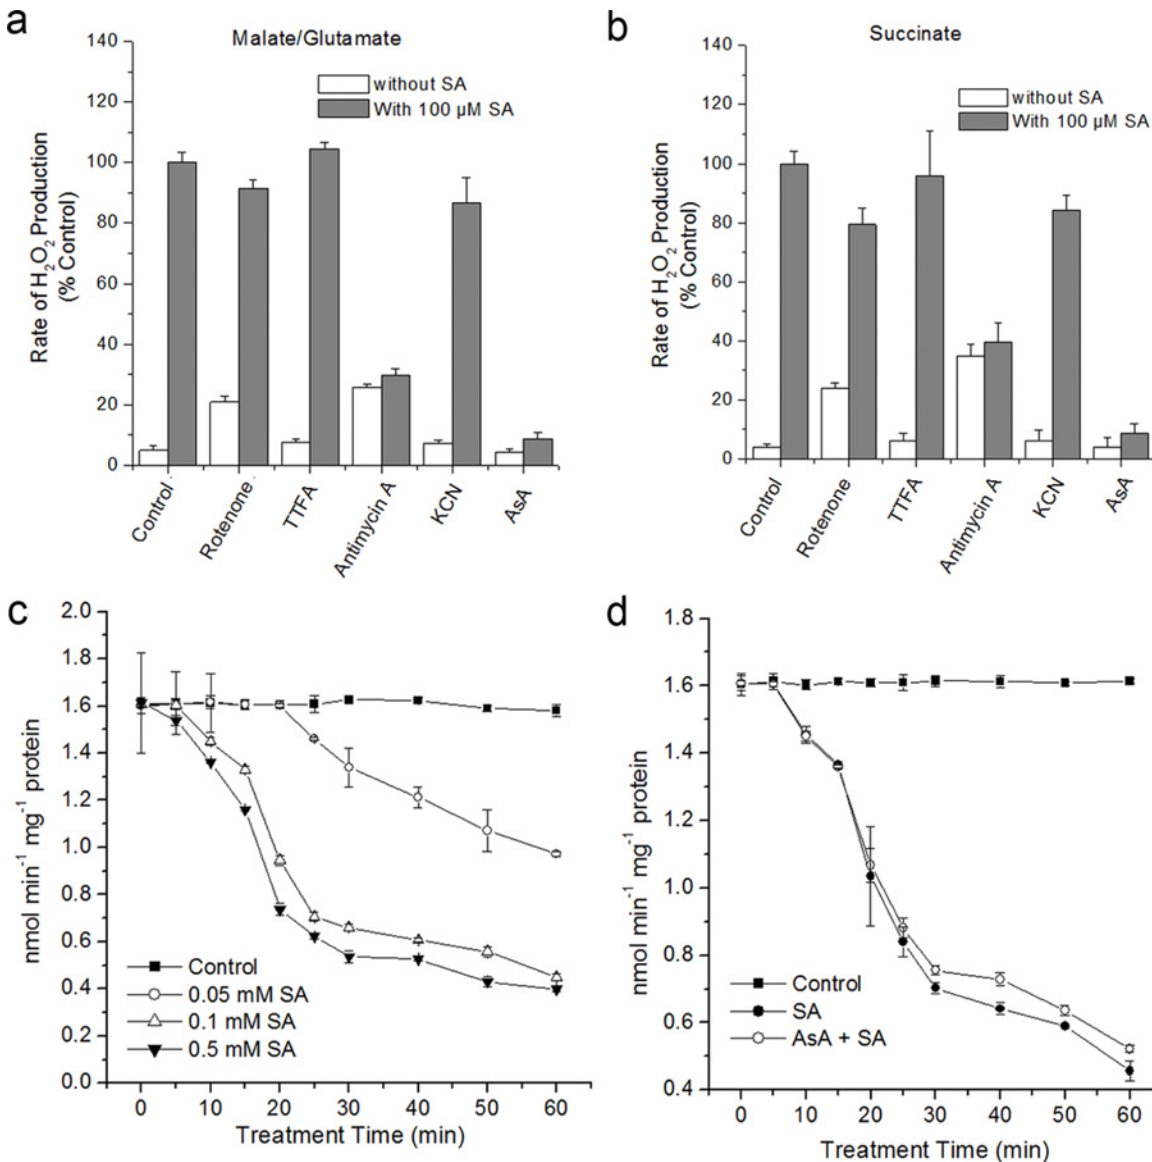 a
Malate/Glutamate
without SA
With 100 µM SA
Rate of H₂O₂ Production
(% Control)
140
120
100
80
60
40
20
0
Control
Rotenone
TTFA
Antimycin A
KCN
AsA
b
Succinate
without SA
With 100 µM SA
Rate of H₂O₂ Production
(% Control)
140
120
100
80
60
40
20
0
Control
Rotenone
TTFA
Antimycin A
KCN
AsA
c
nmol min⁻¹ mg⁻¹ protein
2.0
1.8
1.6
1.4
1.2
1.0
0.8
0.6
0.4
0.2
0.0
Control
0.05 mM SA
0.1 mM SA
0.5 mM SA
0 10 20 30 40 50 60
Treatment Time (min)
d
nmol min⁻¹ mg⁻¹ protein
1.8
1.6
1.4
1.2
1.0
0.8
0.6
0.4
Control
SA
AsA + SA
0 10 20 30 40 50 60
Treatment Time (min)